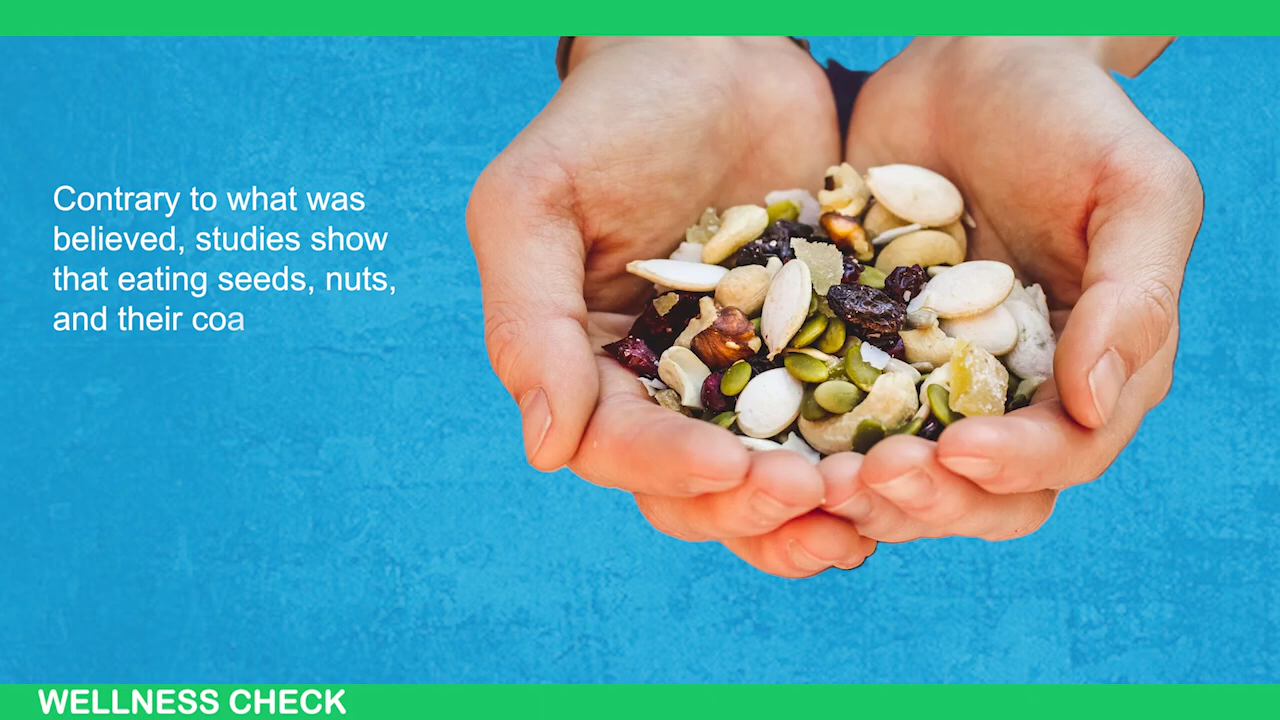 Contrary to what was
believed, studies show
that eating seeds, nuts,
and their coa
WELLNESS CHECK